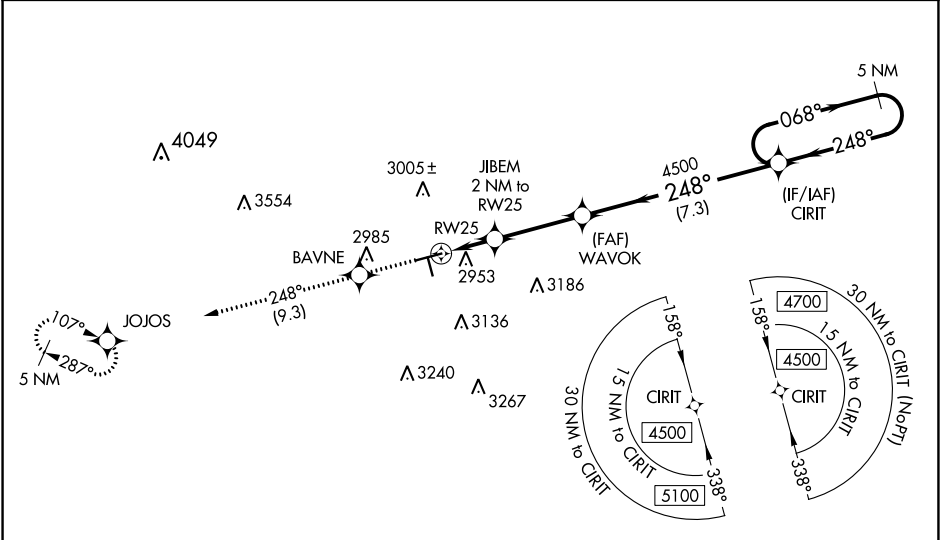 5 NM
068°
248°
(IF/IAF)
CIRIT
4500
248°
(7.3)
4049
3005±
JIBEM
2 NM to
RW25
3554
RW25
(FAF)
WAVOK
2985
BAVNE
2953
3186
248°
(9.3)
JOJOS
107°
287°
5 NM
3136
3240
3267
158°
30 NM to CIRIT
15 NM to CIRIT
CIRIT
4500
5100
338°
158°
4700
30 NM to CIRIT (NoPT)
15 NM to CIRIT
4500
CIRIT
338°